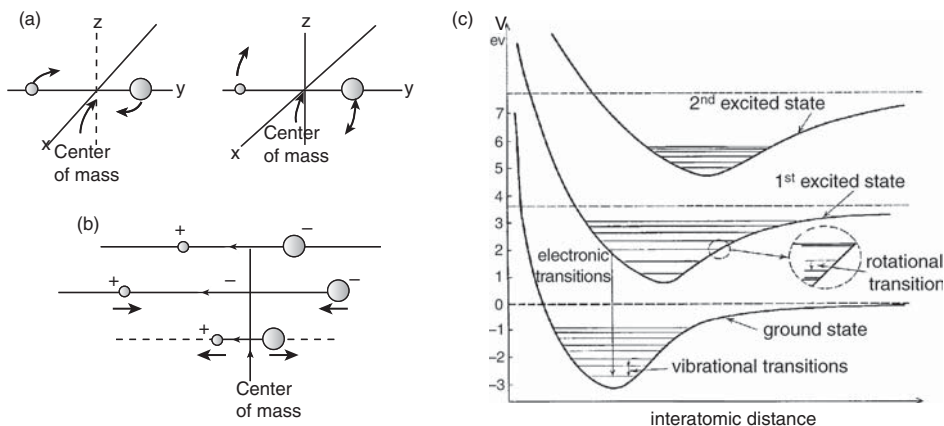 (a)
z
y
x
Center
of mass
z
y
x
Center
of mass
(b)
+
−
+
−
−
+
Center
of mass
(c)
V
ev
7
6
5
4
3
2
1
0
−1
−2
−3
2nd excited state
1st excited state
electronic
transitions
rotational
transition
ground state
vibrational transitions
interatomic distance